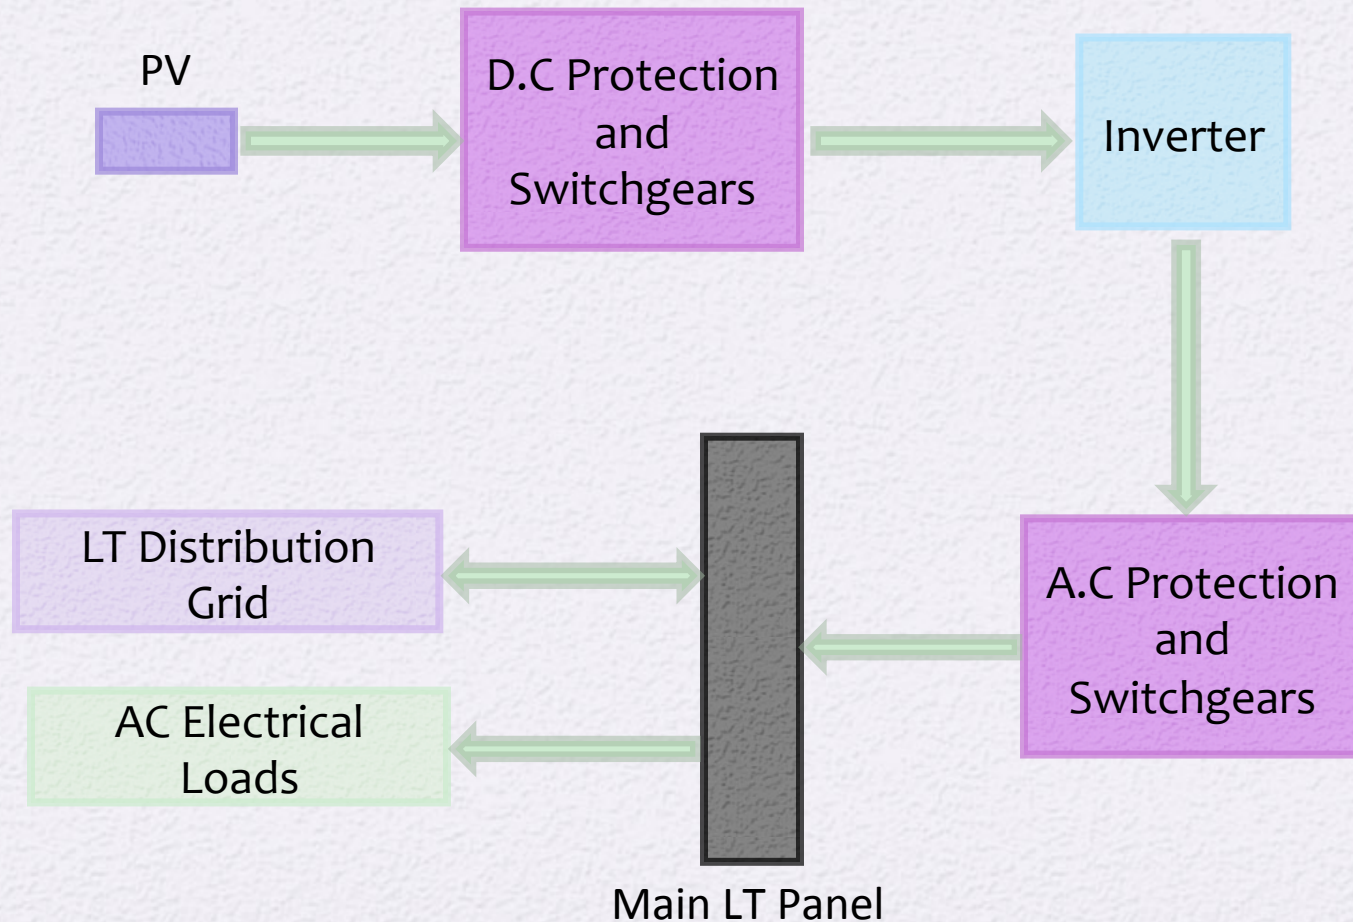 PV
D.C Protection
and
Switchgears
Inverter
LT Distribution
Grid
A.C Protection
and
Switchgears
AC Electrical
Loads
Main LT Panel